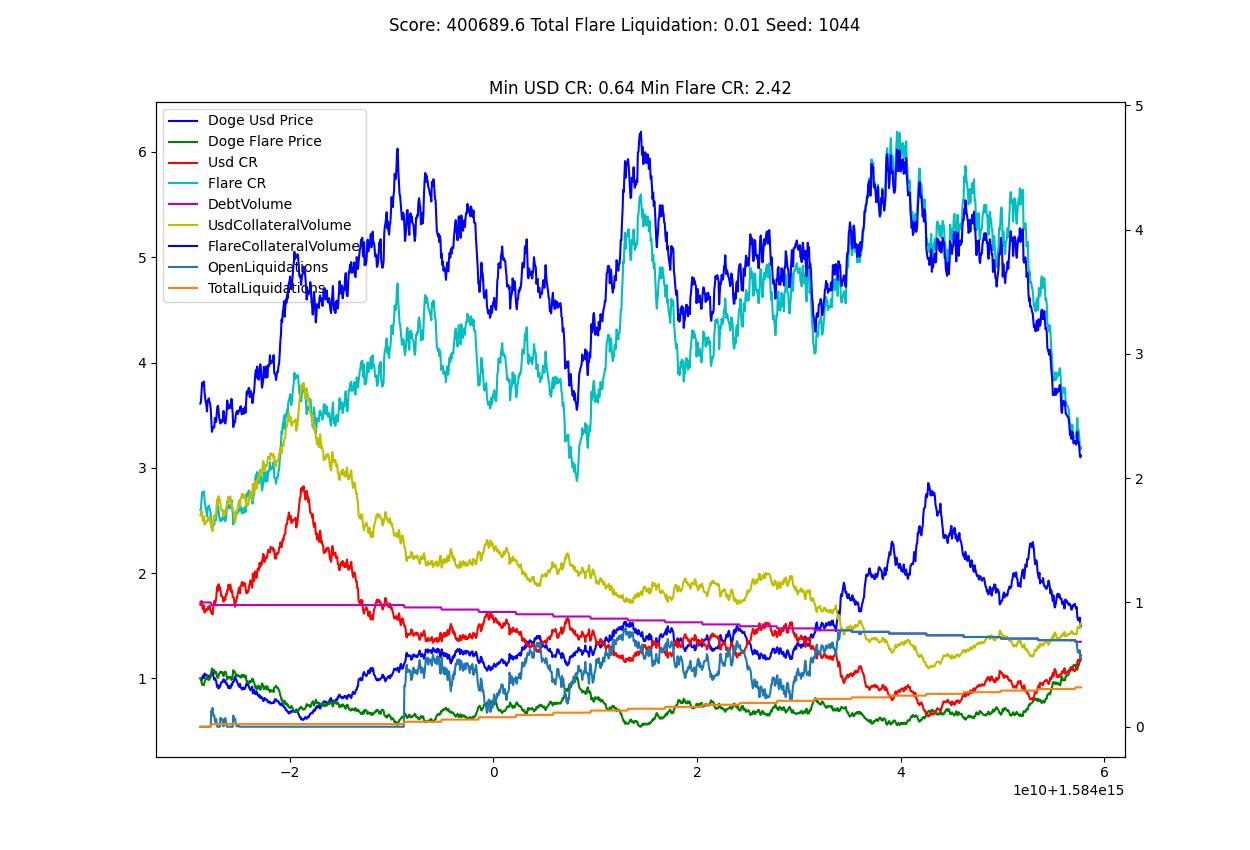 Score: 400689.6 Total Flare Liquidation: 0.01 Seed: 1044
Min USD CR: 0.64 Min Flare CR: 2.42
Doge Usd Price
Doge Flare Price
Usd CR
Flare CR
DebtVolume
UsdCollateralVolume
FlareCollateralVolume
OpenLiquidations
TotalLiquidations
6
5
4
3
2
1
5
4
3
2
1
0
−2
0
2
4
6
1e10+1.584e15